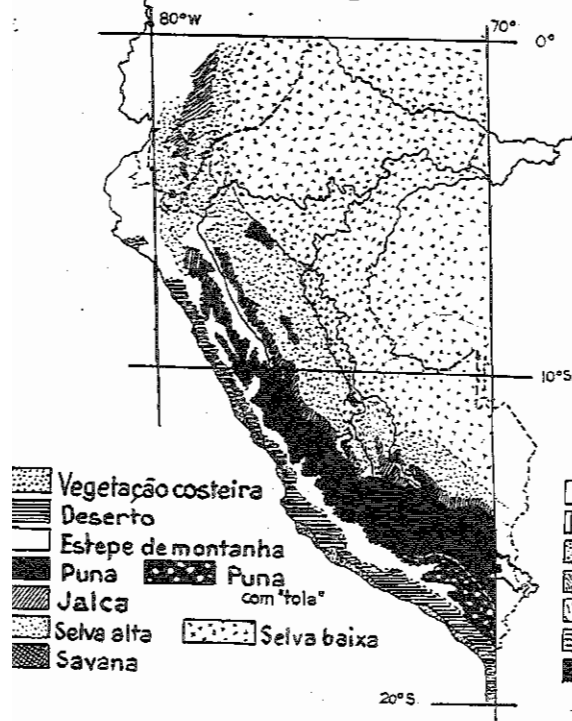 80°W
70°
0°
10°S
Vegetação costeira
Deserto
Estepe de montanha
Puna
Puna com "tola"
Jalca
Selva alta
Selva baixa
Savana
20°S.